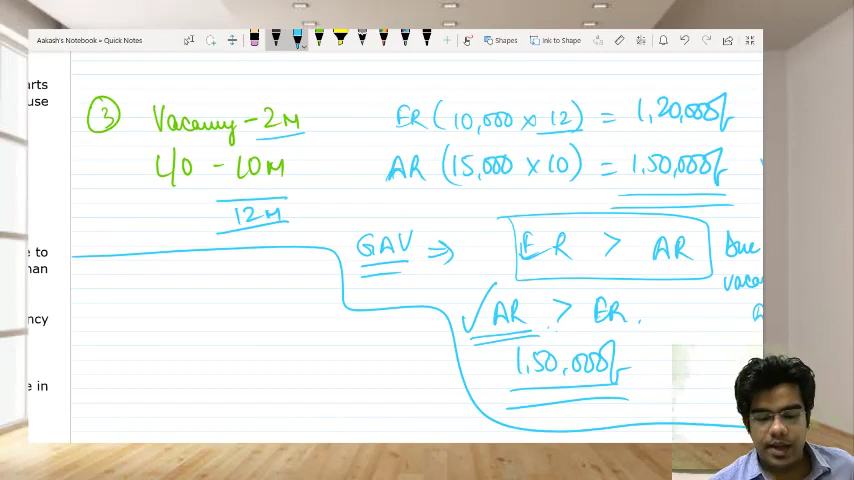 Aakash's Notebook » Quick Notes
Shapes
Ink to Shape
arts
use
e to
han
ncy
e in
3 Vacancy - 2M
L/O - 10M
12M
ER (10,000 × 12) = 1,20,000/-
AR (15,000 × 10) = 1,50,000/-
GAV ⇒ ER > AR Due
vaca
✓AR > ER.
1,50,000/-